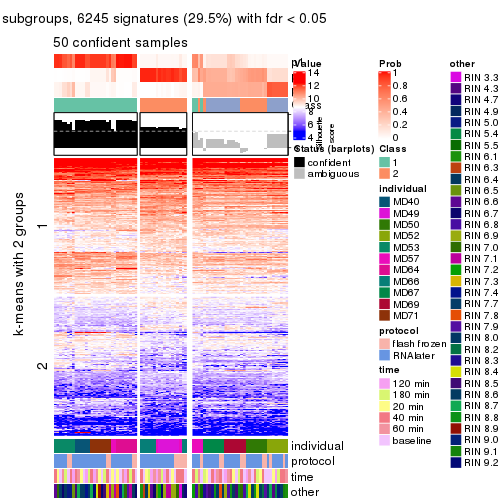 subgroups, 6245 signatures (29.5%) with fdr < 0.05
50 confident samples
k-means with 2 groups
1
2
individual
protocol
time
other
Value
14
12
10
8
6
4
Silhouette
score
Status (barplots)
confident
ambiguous
Prob
1
0.8
0.6
0.4
0.2
0
Class
1
2
individual
MD40
MD49
MD50
MD52
MD53
MD57
MD64
MD66
MD67
MD69
MD71
protocol
flash frozen
RNAlater
time
120 min
180 min
20 min
40 min
60 min
baseline
other
RIN 3.3
RIN 4.3
RIN 4.7
RIN 4.9
RIN 5.0
RIN 5.4
RIN 5.5
RIN 6.1
RIN 6.3
RIN 6.4
RIN 6.5
RIN 6.6
RIN 6.7
RIN 6.8
RIN 6.9
RIN 7.0
RIN 7.1
RIN 7.2
RIN 7.3
RIN 7.4
RIN 7.7
RIN 7.8
RIN 7.9
RIN 8.0
RIN 8.2
RIN 8.3
RIN 8.4
RIN 8.5
RIN 8.6
RIN 8.7
RIN 8.8
RIN 8.9
RIN 9.0
RIN 9.1
RIN 9.2